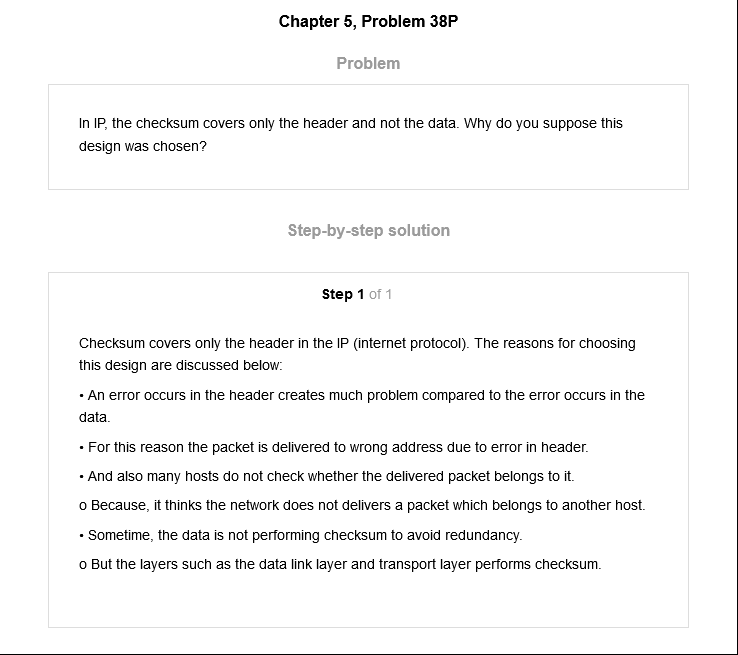 Chapter 5, Problem 38P
Problem
In IP, the checksum covers only the header and not the data. Why do you suppose this
design was chosen?
Step-by-step solution
Step 1 of 1
Checksum covers only the header in the IP (internet protocol). The reasons for choosing
this design are discussed below:
• An error occurs in the header creates much problem compared to the error occurs in the
data.
• For this reason the packet is delivered to wrong address due to error in header.
• And also many hosts do not check whether the delivered packet belongs to it.
o Because, it thinks the network does not delivers a packet which belongs to another host.
• Sometime, the data is not performing checksum to avoid redundancy.
o But the layers such as the data link layer and transport layer performs checksum.